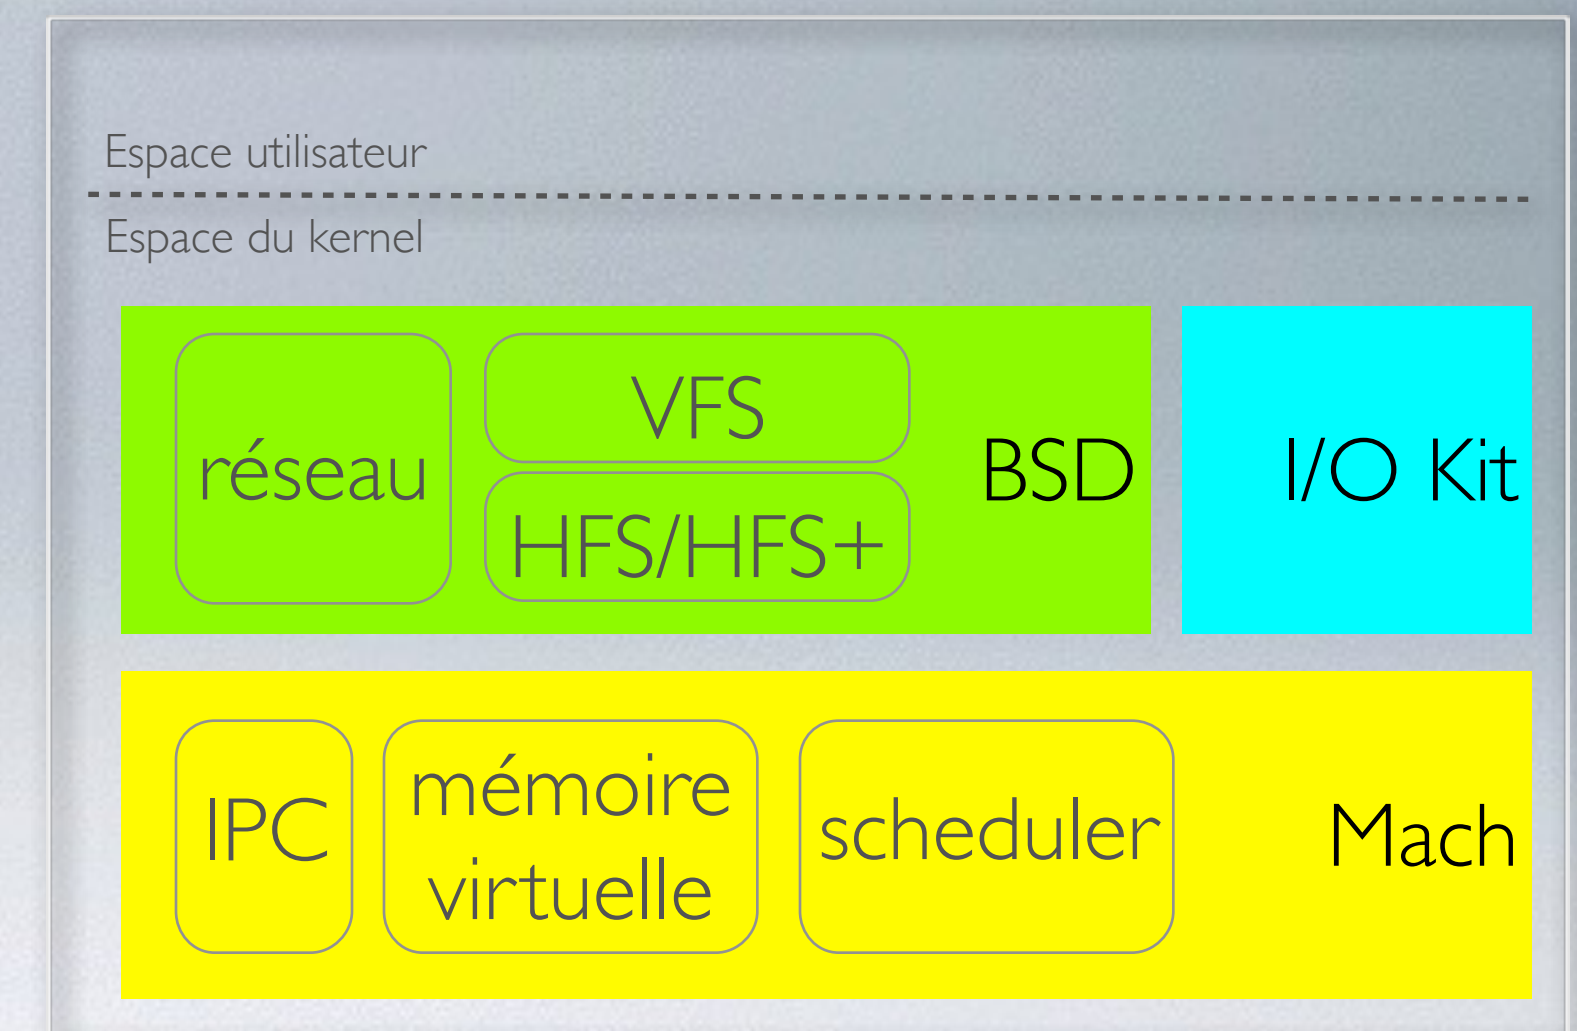 Espace utilisateur
Espace du kernel
réseau
VFS
HFS/HFS+
BSD
I/O Kit
IPC
mémoire
virtuelle
scheduler
Mach